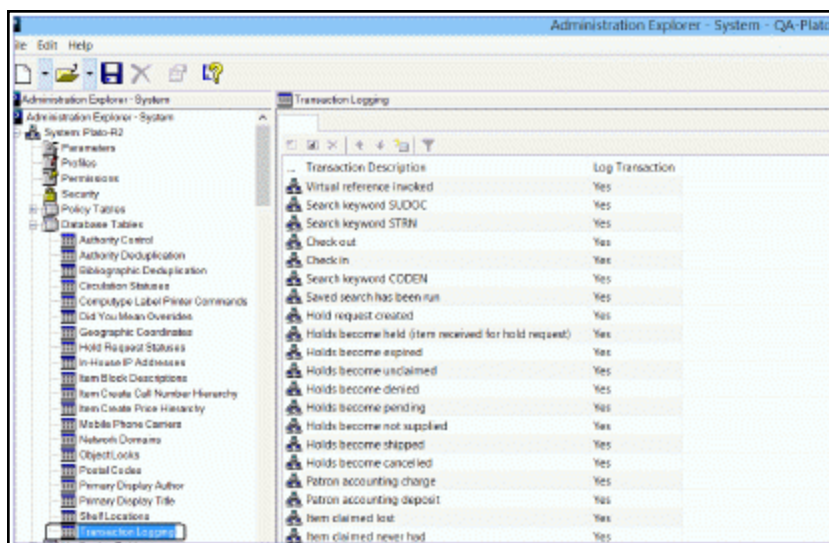 Administration Explorer - System - QA-Plato
ile Edit Help
Administration Explorer - System
Administration Explorer - System
System: Plato-R2
Parameters
Profiles
Permissions
Security
Policy Tables
Database Tables
Authority Control
Authority Deduplication
Bibliographic Deduplication
Circulation Statuses
Computype Label Printer Commands
Did You Mean Overrides
Geographic Coordinates
Hold Request Statuses
In-House IP Addresses
Item Block Descriptions
Item Create Call Number Hierarchy
Item Create Price Hierarchy
Mobile Phone Carriers
Network Domains
Object Locks
Postal Codes
Primary Display Author
Primary Display Title
Shelf Locations
Transaction Logging
Transaction Logging
... Transaction Description Log Transaction
Virtual reference invoked Yes
Search keyword SUDOC Yes
Search keyword STRN Yes
Check out Yes
Check in Yes
Search keyword CODEN Yes
Saved search has been run Yes
Hold request created Yes
Holds become held (item received for hold request) Yes
Holds become expired Yes
Holds become unclaimed Yes
Holds become denied Yes
Holds become pending Yes
Holds become not supplied Yes
Holds become shipped Yes
Holds become cancelled Yes
Patron accounting charge Yes
Patron accounting deposit Yes
Item claimed lost Yes
Item claimed never had Yes